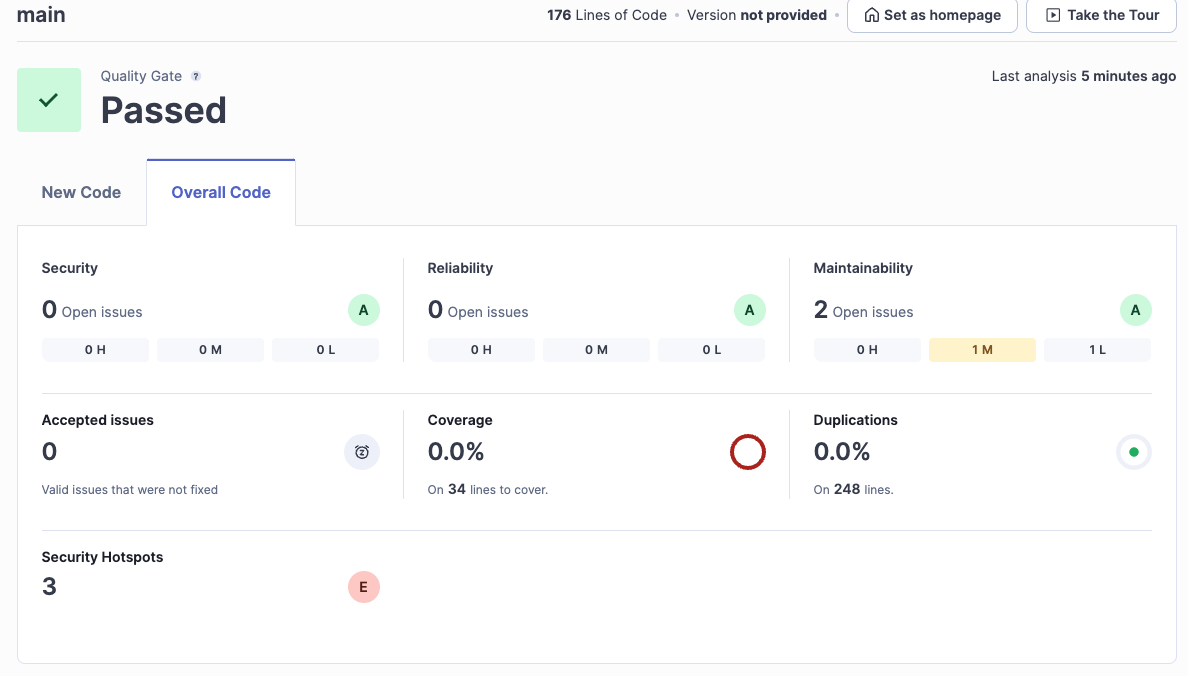 main
176 Lines of Code • Version not provided • Set as homepage Take the Tour
Quality Gate ?
Last analysis 5 minutes ago
Passed
New Code Overall Code
Security Reliability Maintainability
0 Open issues A 0 Open issues A 2 Open issues A
0 H 0 M 0 L 0 H 0 M 0 L 0 H 1 M 1 L
Accepted issues Coverage Duplications
0 0.0% 0.0%
Valid issues that were not fixed On 34 lines to cover. On 248 lines.
Security Hotspots
3 E